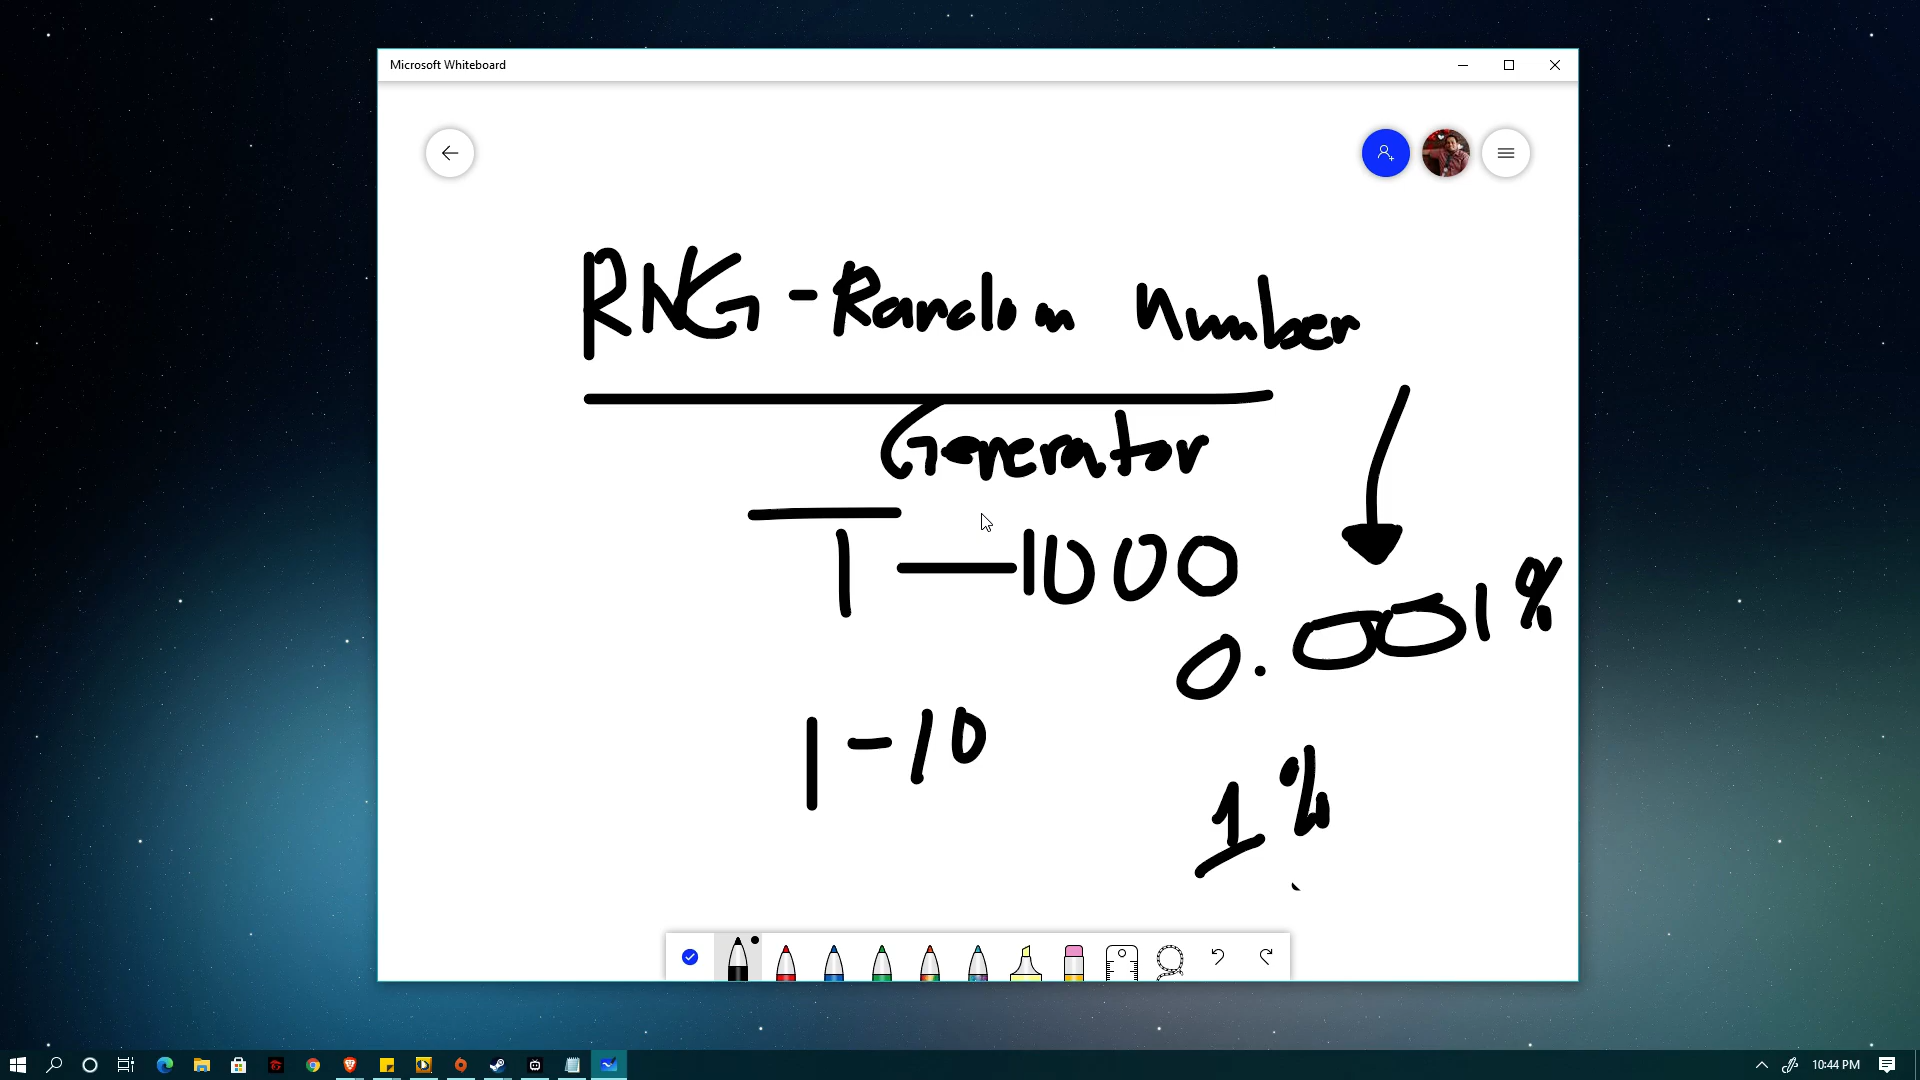 Microsoft Whiteboard
RNG - Random Number
Generator
1 — 1000
0.001%
1 - 10
1%
10:44 PM